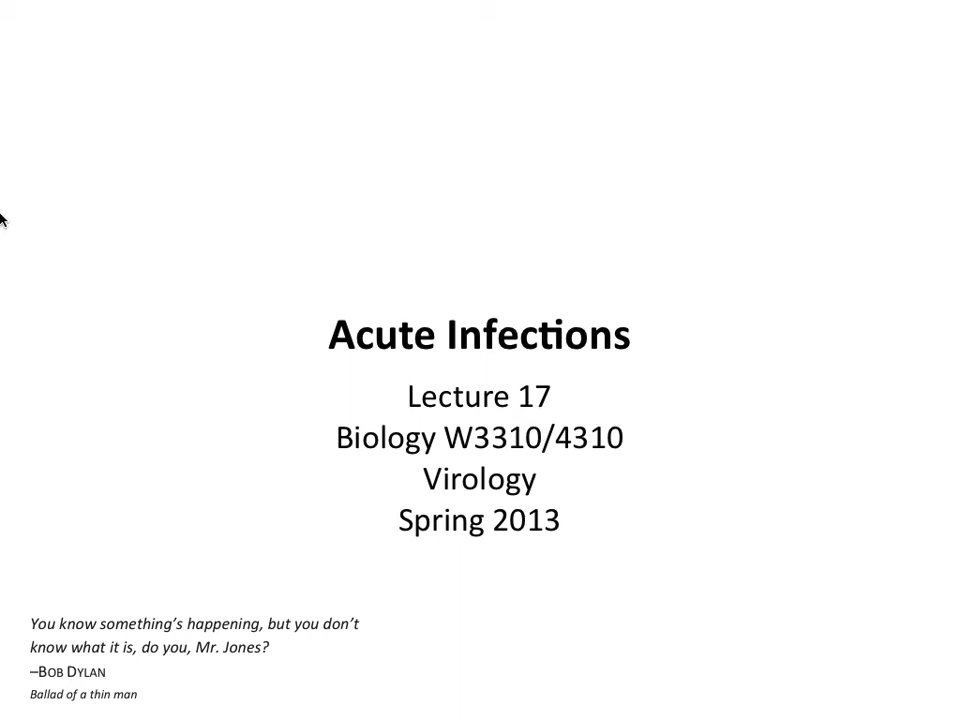 Acute Infections
Lecture 17
Biology W3310/4310
Virology
Spring 2013
You know something’s happening, but you don’t
know what it is, do you, Mr. Jones?
–BOB DYLAN
Ballad of a thin man